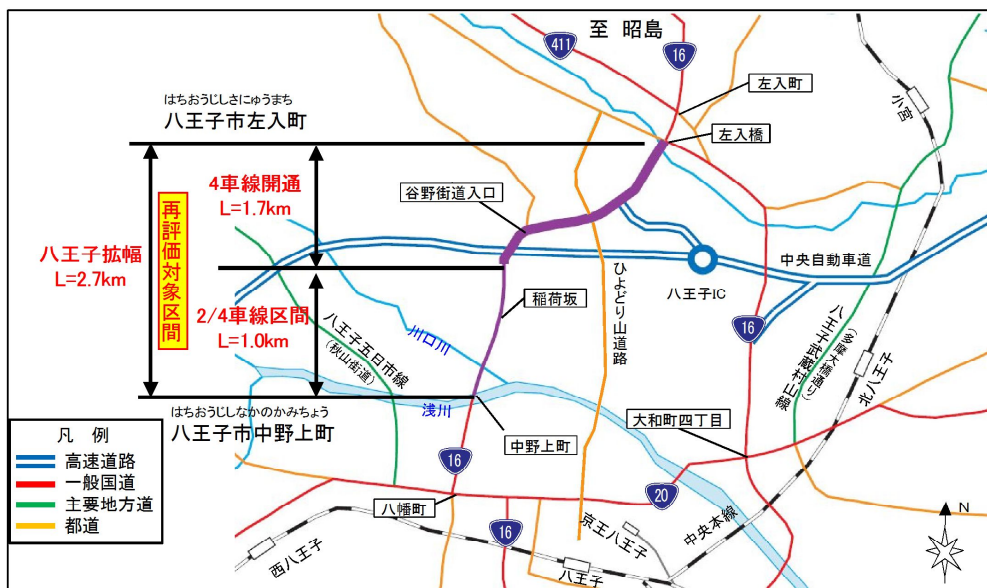 至 昭島
411
16
左入町
左入橋
小宮
はちおうじしさにゅうまち
八王子市左入町
4車線開通
L=1.7km
谷野街道入口
再評価対象区間
八王子拡幅
L=2.7km
中央自動車道
八王子IC
ひよどり山道路
稲荷坂
2/4車線区間
L=1.0km
八王子五日市線
(秋山街道)
川口川
16
八王子武蔵村山線
(多摩大橋通り)
北八王子
浅川
はちおうじしなかのかみちょう
八王子市中野上町
大和町四丁目
中野上町
凡 例
高速道路
一般国道
主要地方道
都道
16
20
八幡町
16
京王八王子
中央本線
西八王子
八王子
N